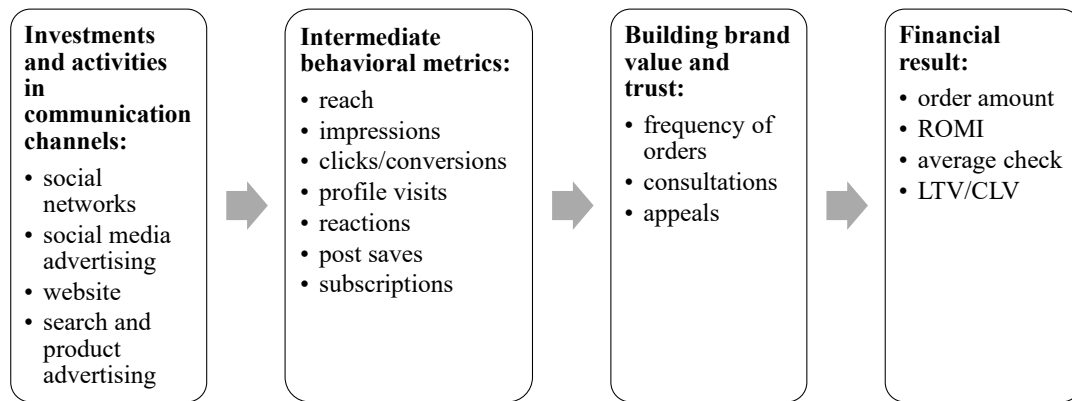 Investments
and activities
in
communication
channels:
• social
networks
• social media
advertising
• website
• search and
product
advertising
Intermediate
behavioral metrics:
• reach
• impressions
• clicks/conversions
• profile visits
• reactions
• post saves
• subscriptions
Building brand
value and
trust:
• frequency of
orders
• consultations
• appeals
Financial
result:
• order amount
• ROMI
• average check
• LTV/CLV